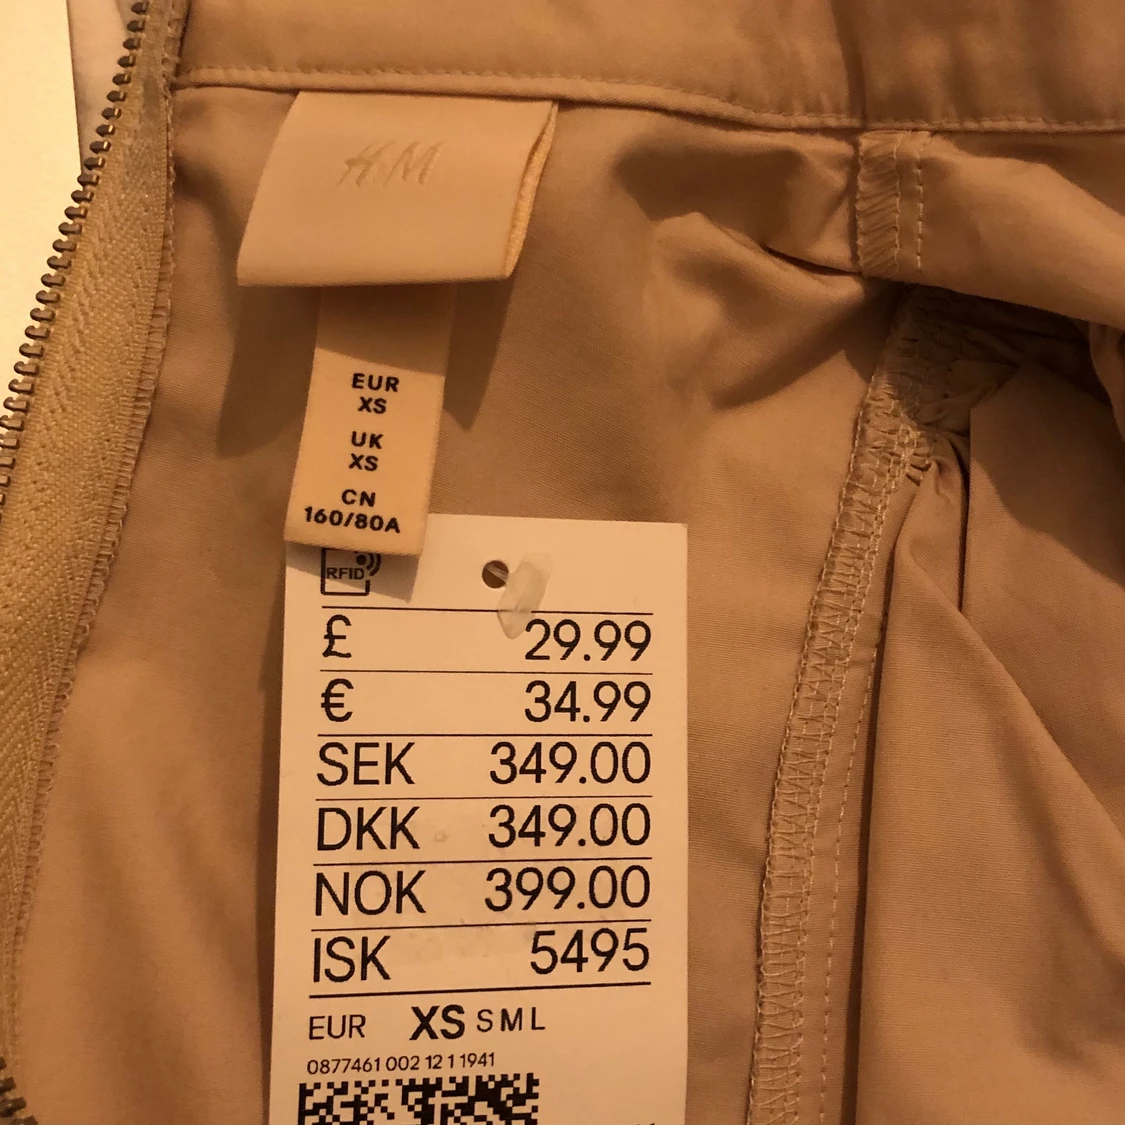 H&M
EUR
XS
UK
XS
CN
160/80A
RFID
£ 29.99
€ 34.99
SEK 349.00
DKK 349.00
NOK 399.00
ISK 5495
EUR XS S M L
0877461 002 12 1 1941